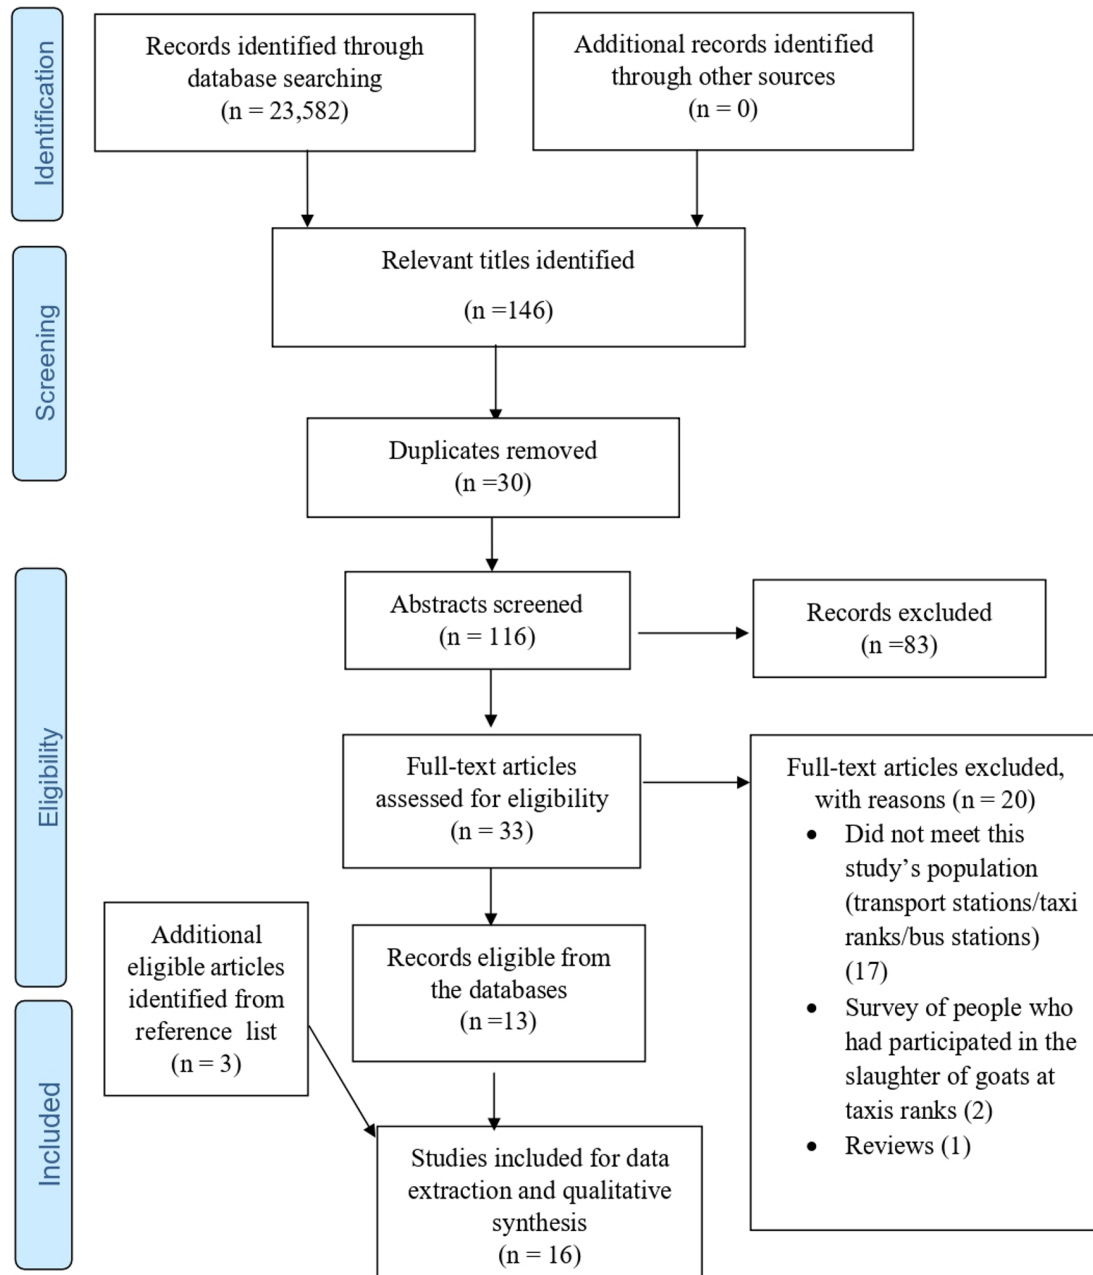 Identification
Records identified through
database searching
(n = 23,582)
Additional records identified
through other sources
(n = 0)
Screening
Relevant titles identified
(n =146)
Duplicates removed
(n =30)
Eligibility
Abstracts screened
(n = 116)
Records excluded
(n =83)
Full-text articles
assessed for eligibility
(n = 33)
Full-text articles excluded,
with reasons (n = 20)
• Did not meet this
study’s population
(transport stations/taxi
ranks/bus stations)
(17)
• Survey of people who
had participated in the
slaughter of goats at
taxis ranks (2)
• Reviews (1)
Additional
eligible articles
identified from
reference list
(n = 3)
Records eligible from
the databases
(n =13)
Included
Studies included for data
extraction and qualitative
synthesis
(n = 16)